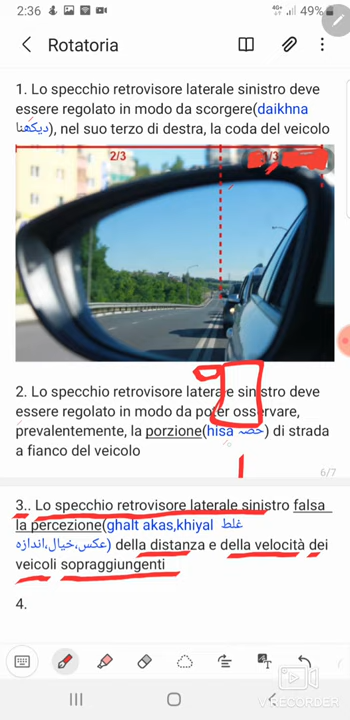 2:36
4G+ 49%
Rotatoria
1. Lo specchio retrovisore laterale sinistro deve
essere regolato in modo da scorgere(daikhna
دیکھنا), nel suo terzo di destra, la coda del veicolo
2/3 1/3
2. Lo specchio retrovisore laterale sinistro deve
essere regolato in modo da poter osservare,
prevalentemente, la porzione(hisa حصہ) di strada
a fianco del veicolo
6/7
3.. Lo specchio retrovisore laterale sinistro falsa
la percezione(ghalt akas,khiyal غلط
عکس،خیال،اندازہ) della distanza e della velocità dei
veicoli sopraggiungenti
4.
V RECORDER